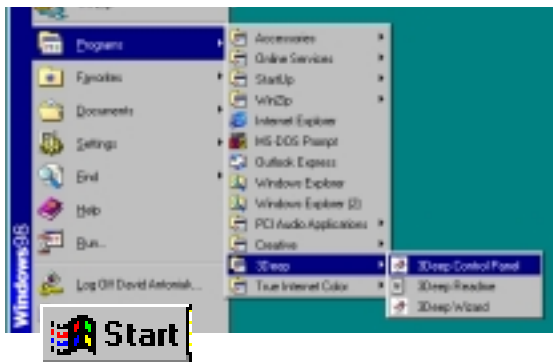 Programs
Favorites
Documents
Settings
Find
Help
Run...
Log Off David Antoniak...
Windows98
Start
Accessories
Online Services
StartUp
WinZip
Internet Explorer
MS-DOS Prompt
Outlook Express
Windows Explorer
Windows Explorer (2)
PCI Audio Applications
Creative
3Deep
True Internet Color
3Deep Control Panel
3Deep Readme
3Deep Wizard